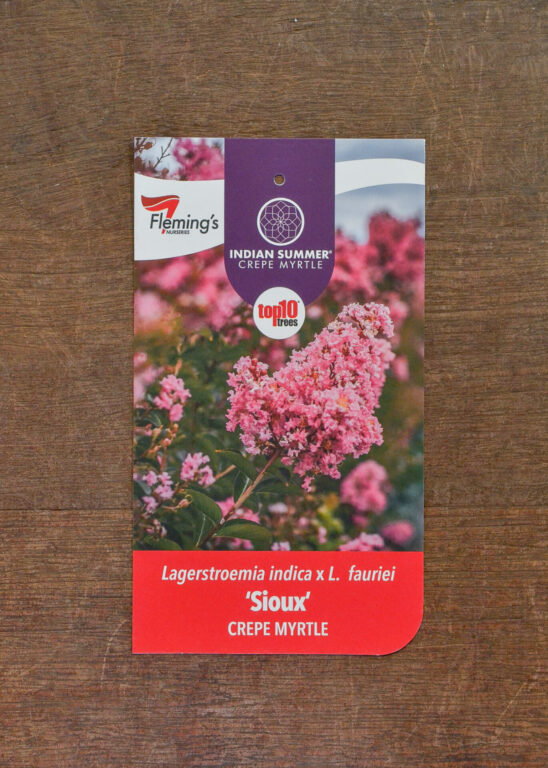 Fleming's
NURSERIES
INDIAN SUMMER®
CREPE MYRTLE
top10
trees
Lagerstroemia indica x L. fauriei
'Sioux'
CREPE MYRTLE